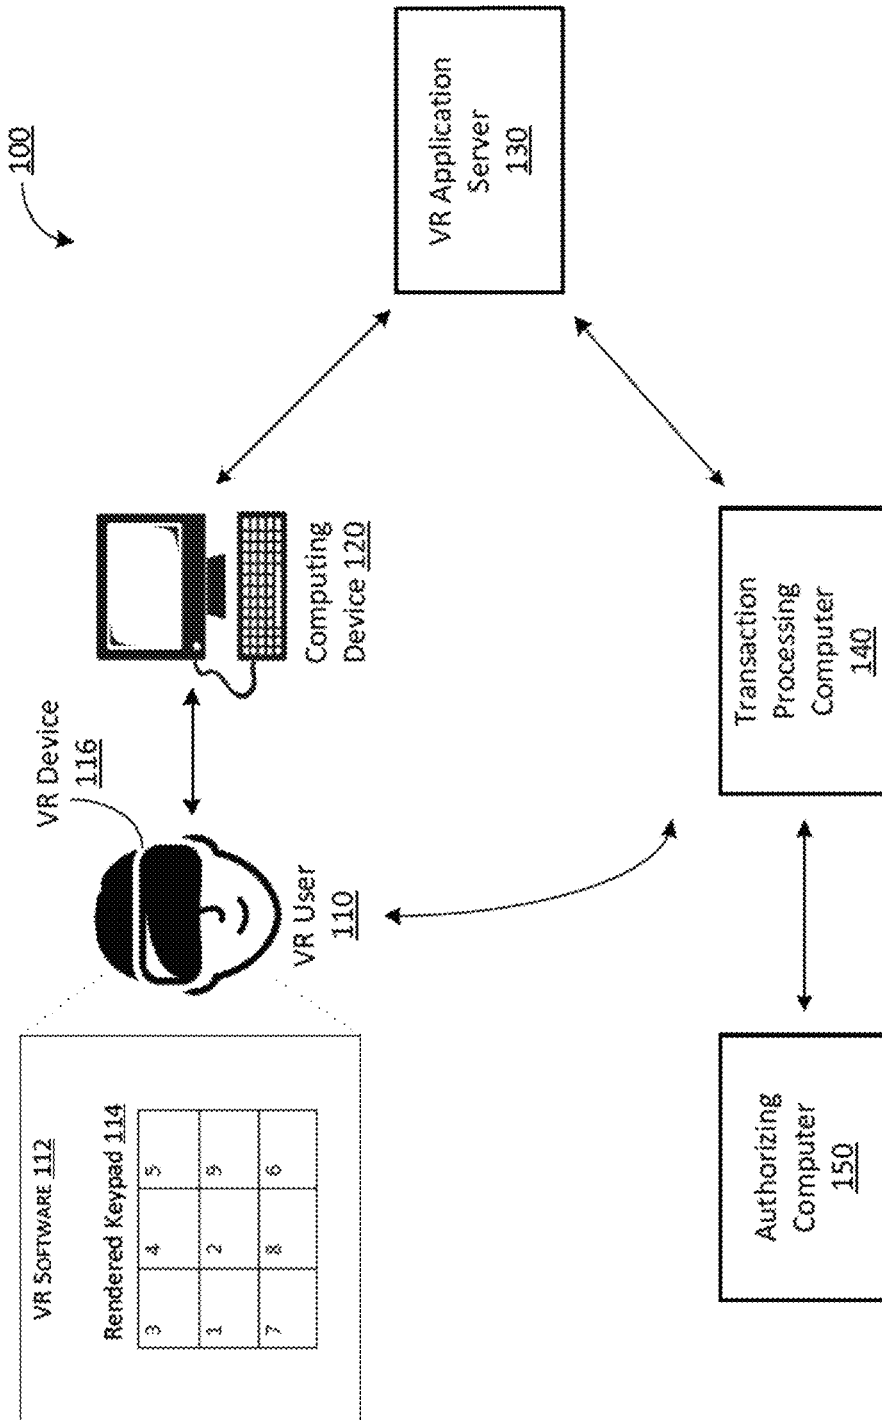 100
VR SOFTWARE 112
Rendered Keypad 114
3 4 5
1 2 9
7 8 6
VR Device
116
VR User
110
Computing
Device 120
VR Application
Server
130
Transaction
Processing
Computer
140
Authorizing
Computer
150